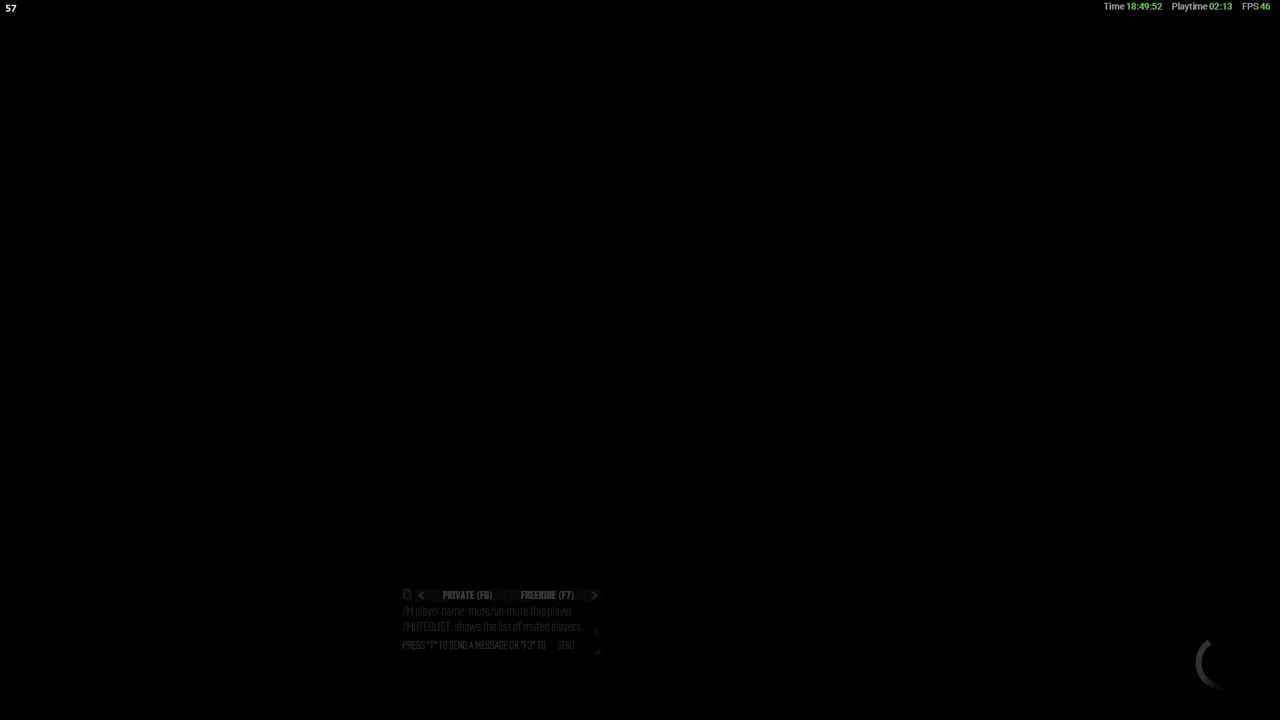 57
Time 18:49:52 Playtime 02:13 FPS 46
PRIVATE (F6) FREERIDE (F7)
/M player name: mute/un-mute this player
/MUTEDLIST: shows the list of muted players
PRESS "T" TO SEND A MESSAGE OR "F3" TO SEND